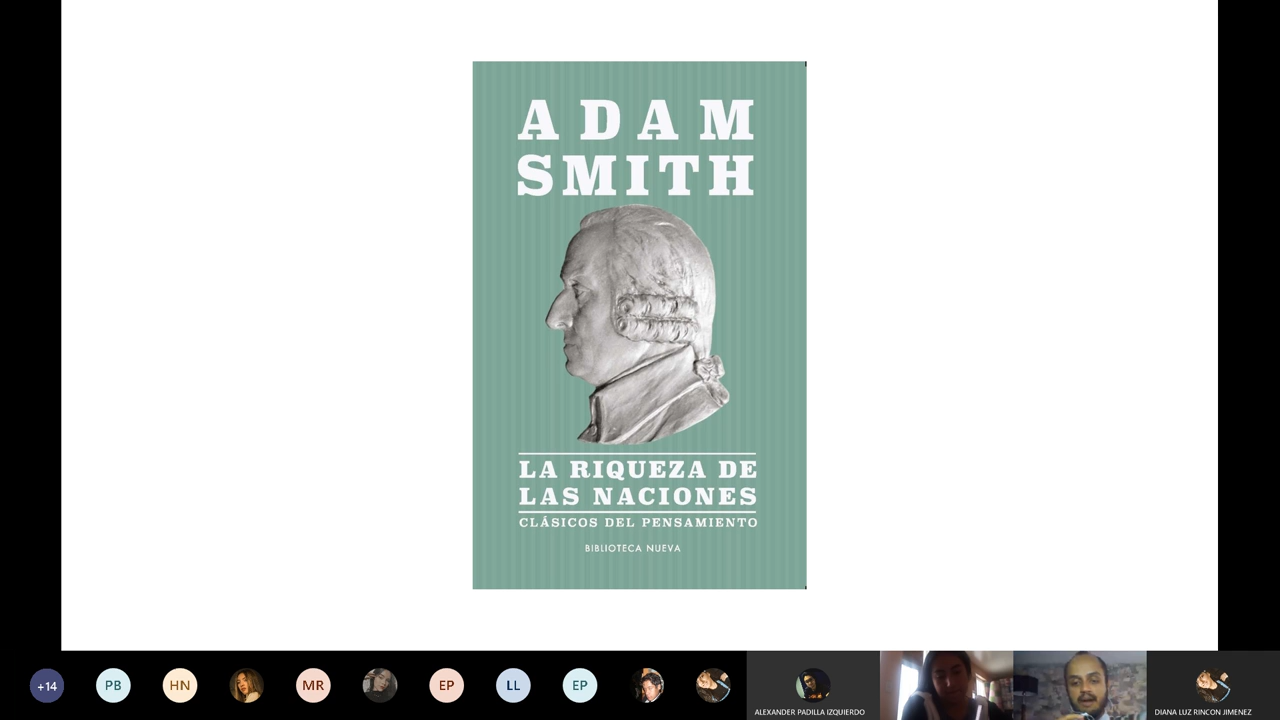 ADAM
SMITH
LA RIQUEZA DE
LAS NACIONES
CLÁSICOS DEL PENSAMIENTO
BIBLIOTECA NUEVA
+14
PB
HN
MR
EP
LL
EP
ALEXANDER PADILLA IZQUIERDO
DIANA LUZ RINCON JIMENEZ